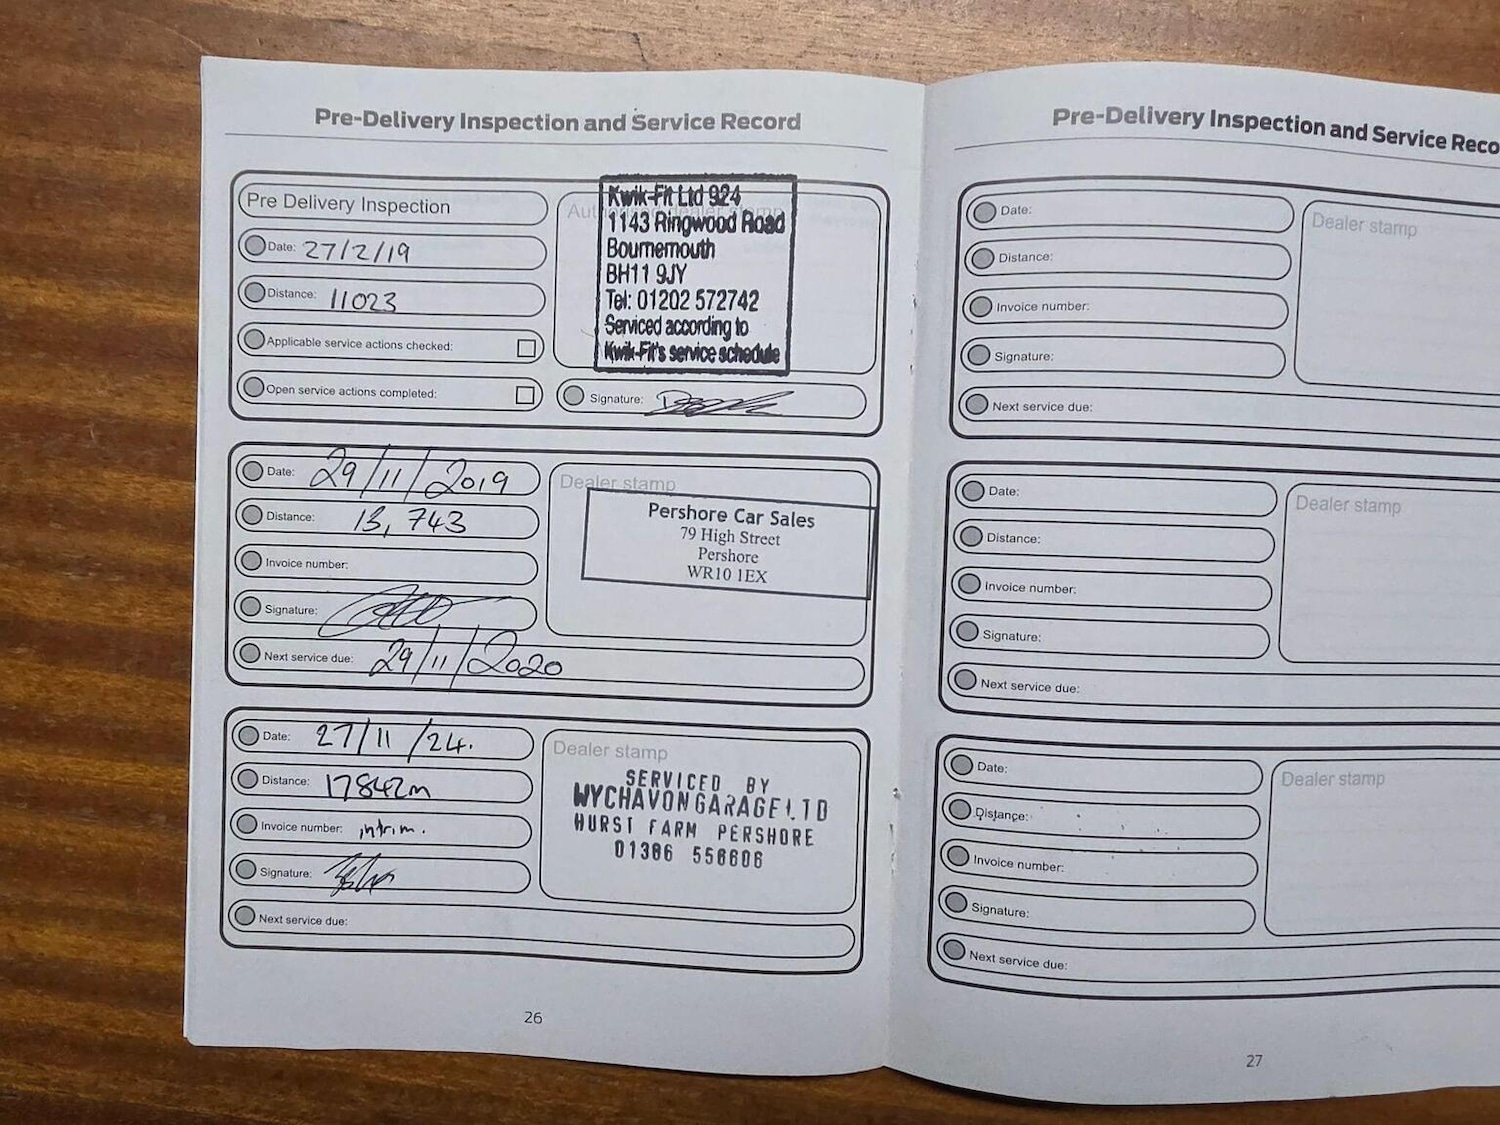 Pre-Delivery Inspection and Service Record
Pre Delivery Inspection
Date: 27/2/19
Distance: 11023
Applicable service actions checked:
Open service actions completed:
Authorised dealer stamp
Kwik-Fit Ltd 924
1143 Ringwood Road
Bournemouth
BH11 9JY
Tel: 01202 572742
Serviced according to
Kwik-Fit's service schedule
Signature:
Date: 29/11/2019
Distance: 13,743
Invoice number:
Signature:
Next service due: 29/11/2020
Dealer stamp
Pershore Car Sales
79 High Street
Pershore
WR10 1EX
Date: 27/11/24.
Distance: 17842m
Invoice number: intrim.
Signature:
Next service due:
Dealer stamp
SERVICED BY
WYCHAVON GARAGE LTD
HURST FARM PERSHORE
01386 556606
26
Pre-Delivery Inspection and Service Reco
Date:
Distance:
Invoice number:
Signature:
Next service due:
Dealer stamp
Date:
Distance:
Invoice number:
Signature:
Next service due:
Dealer stamp
Date:
Distance:
Invoice number:
Signature:
Next service due:
Dealer stamp
27